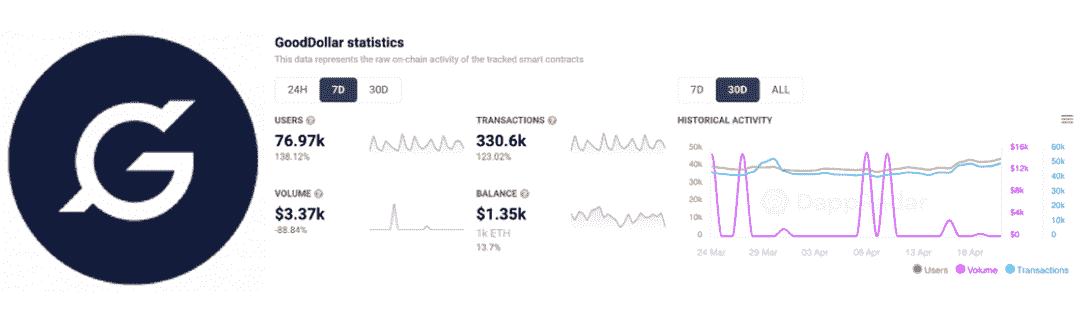 GoodDollar statistics
This data represents the raw on-chain activity of the tracked smart contracts
24H 7D 30D
USERS
76.97k
138.12%
TRANSACTIONS
330.6k
123.02%
VOLUME
$3.37k
-88.84%
BALANCE
$1.35k
1k ETH
13.7%
7D 30D ALL
HISTORICAL ACTIVITY
50k
40k
30k
20k
10k
0
$16k
$12k
$8k
$4k
$0
60k
50k
40k
30k
20k
10k
0
DappRadar
24 Mar 29 Mar 03 Apr 08 Apr 13 Apr 18 Apr
Users Volume Transactions